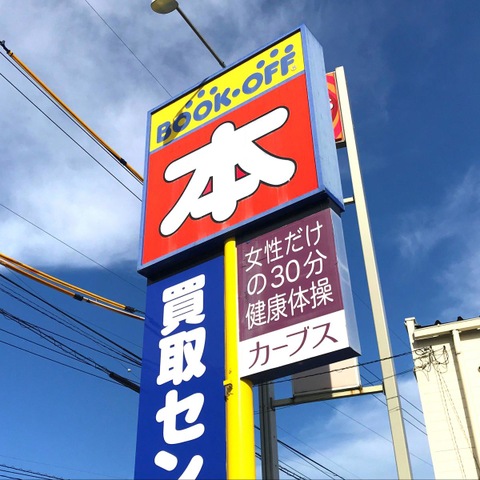 BOOK・OFF
本
女性だけ
の30分
健康体操
カーブス
買取セン